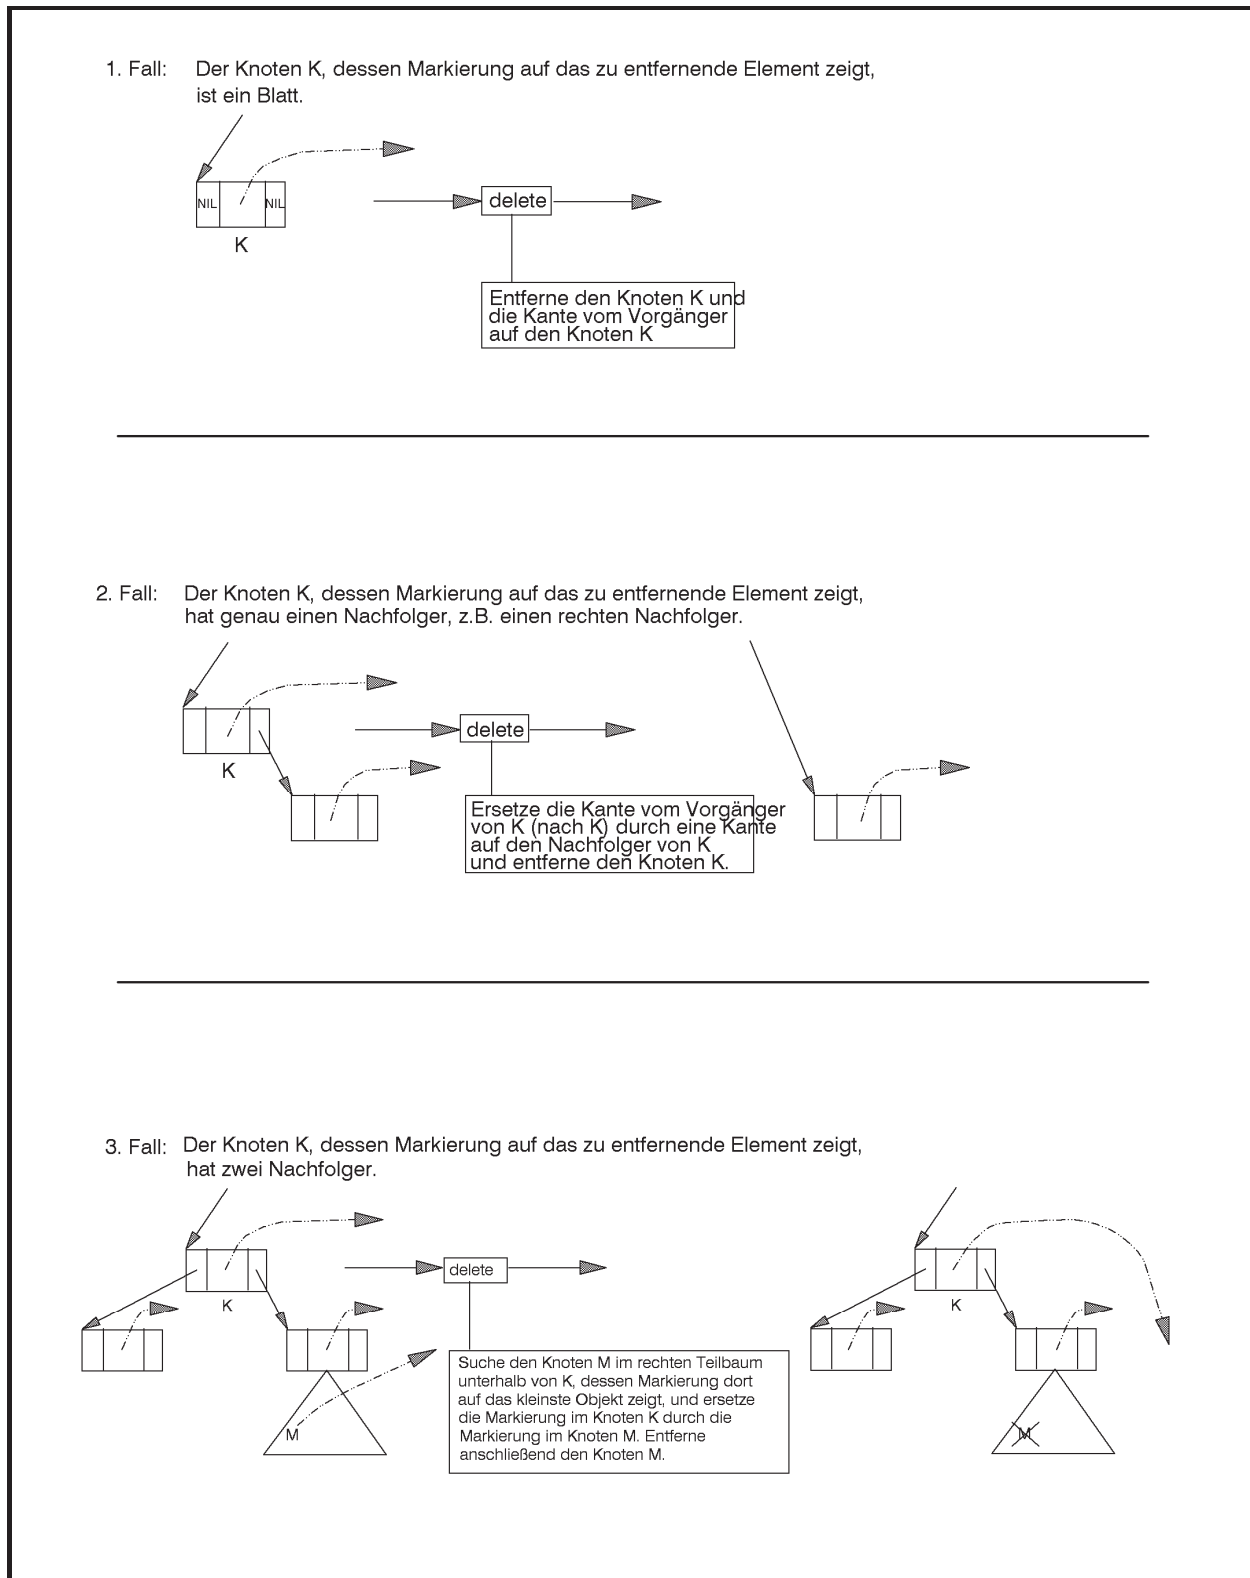 1. Fall: Der Knoten K, dessen Markierung auf das zu entfernende Element zeigt,
ist ein Blatt.
NIL NIL
K
delete
Entferne den Knoten K und
die Kante vom Vorgänger
auf den Knoten K
2. Fall: Der Knoten K, dessen Markierung auf das zu entfernende Element zeigt,
hat genau einen Nachfolger, z.B. einen rechten Nachfolger.
delete
K
Ersetze die Kante vom Vorgänger
von K (nach K) durch eine Kante
auf den Nachfolger von K
und entferne den Knoten K.
3. Fall: Der Knoten K, dessen Markierung auf das zu entfernende Element zeigt,
hat zwei Nachfolger.
delete
K
K
Suche den Knoten M im rechten Teilbaum
unterhalb von K, dessen Markierung dort
auf das kleinste Objekt zeigt, und ersetze
die Markierung im Knoten K durch die
Markierung im Knoten M. Entferne
anschließend den Knoten M.
M
M